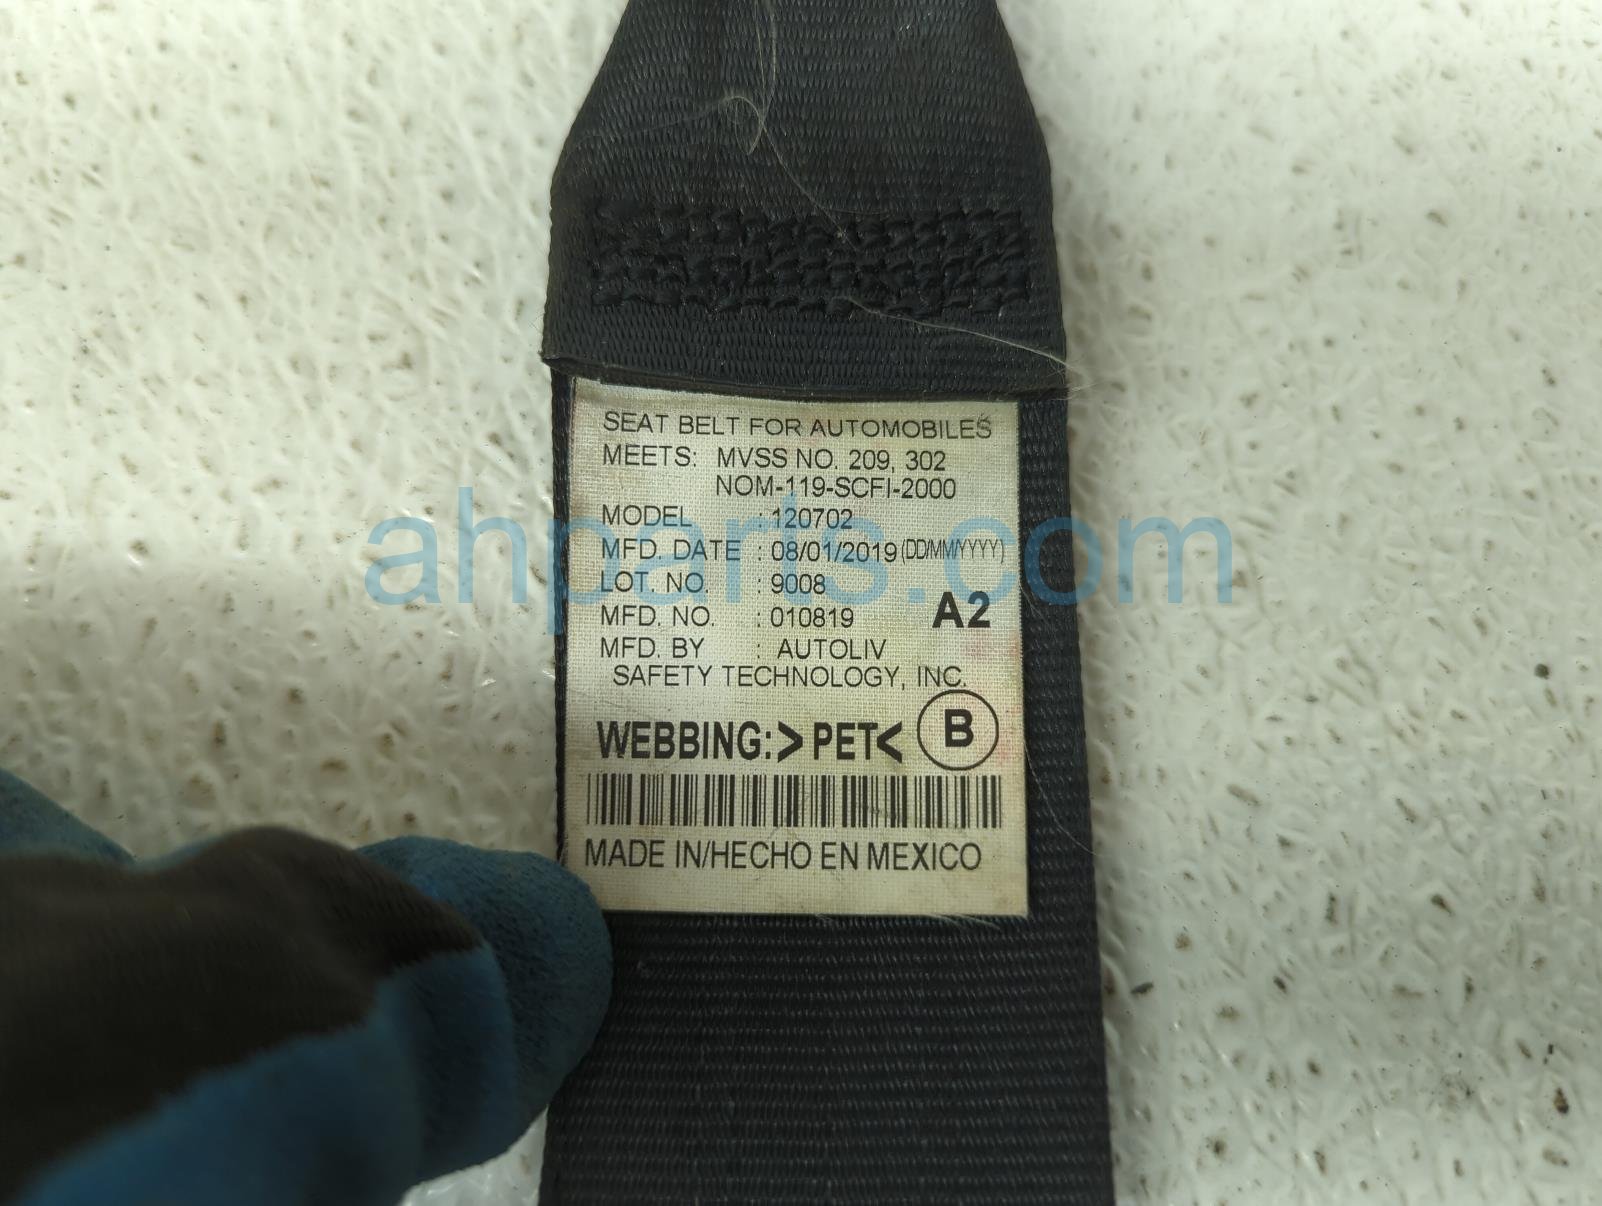 SEAT BELT FOR AUTOMOBILES
MEETS: MVSS NO. 209, 302
NOM-119-SCFI-2000
MODEL : 120702
MFD. DATE : 08/01/2019 (DD/MM/YYYY)
LOT. NO. : 9008
MFD. NO. : 010819 A2
MFD. BY : AUTOLIV
SAFETY TECHNOLOGY, INC.
WEBBING: >PET< B
MADE IN/HECHO EN MEXICO
ahparts.com